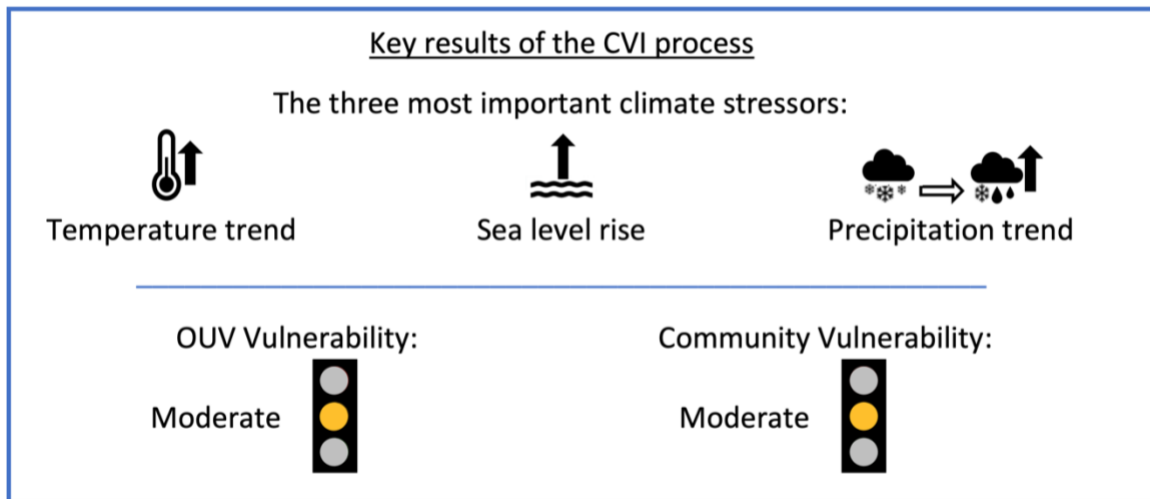 Key results of the CVI process
The three most important climate stressors:
Temperature trend
Sea level rise
Precipitation trend
OUV Vulnerability:
Moderate
Community Vulnerability:
Moderate